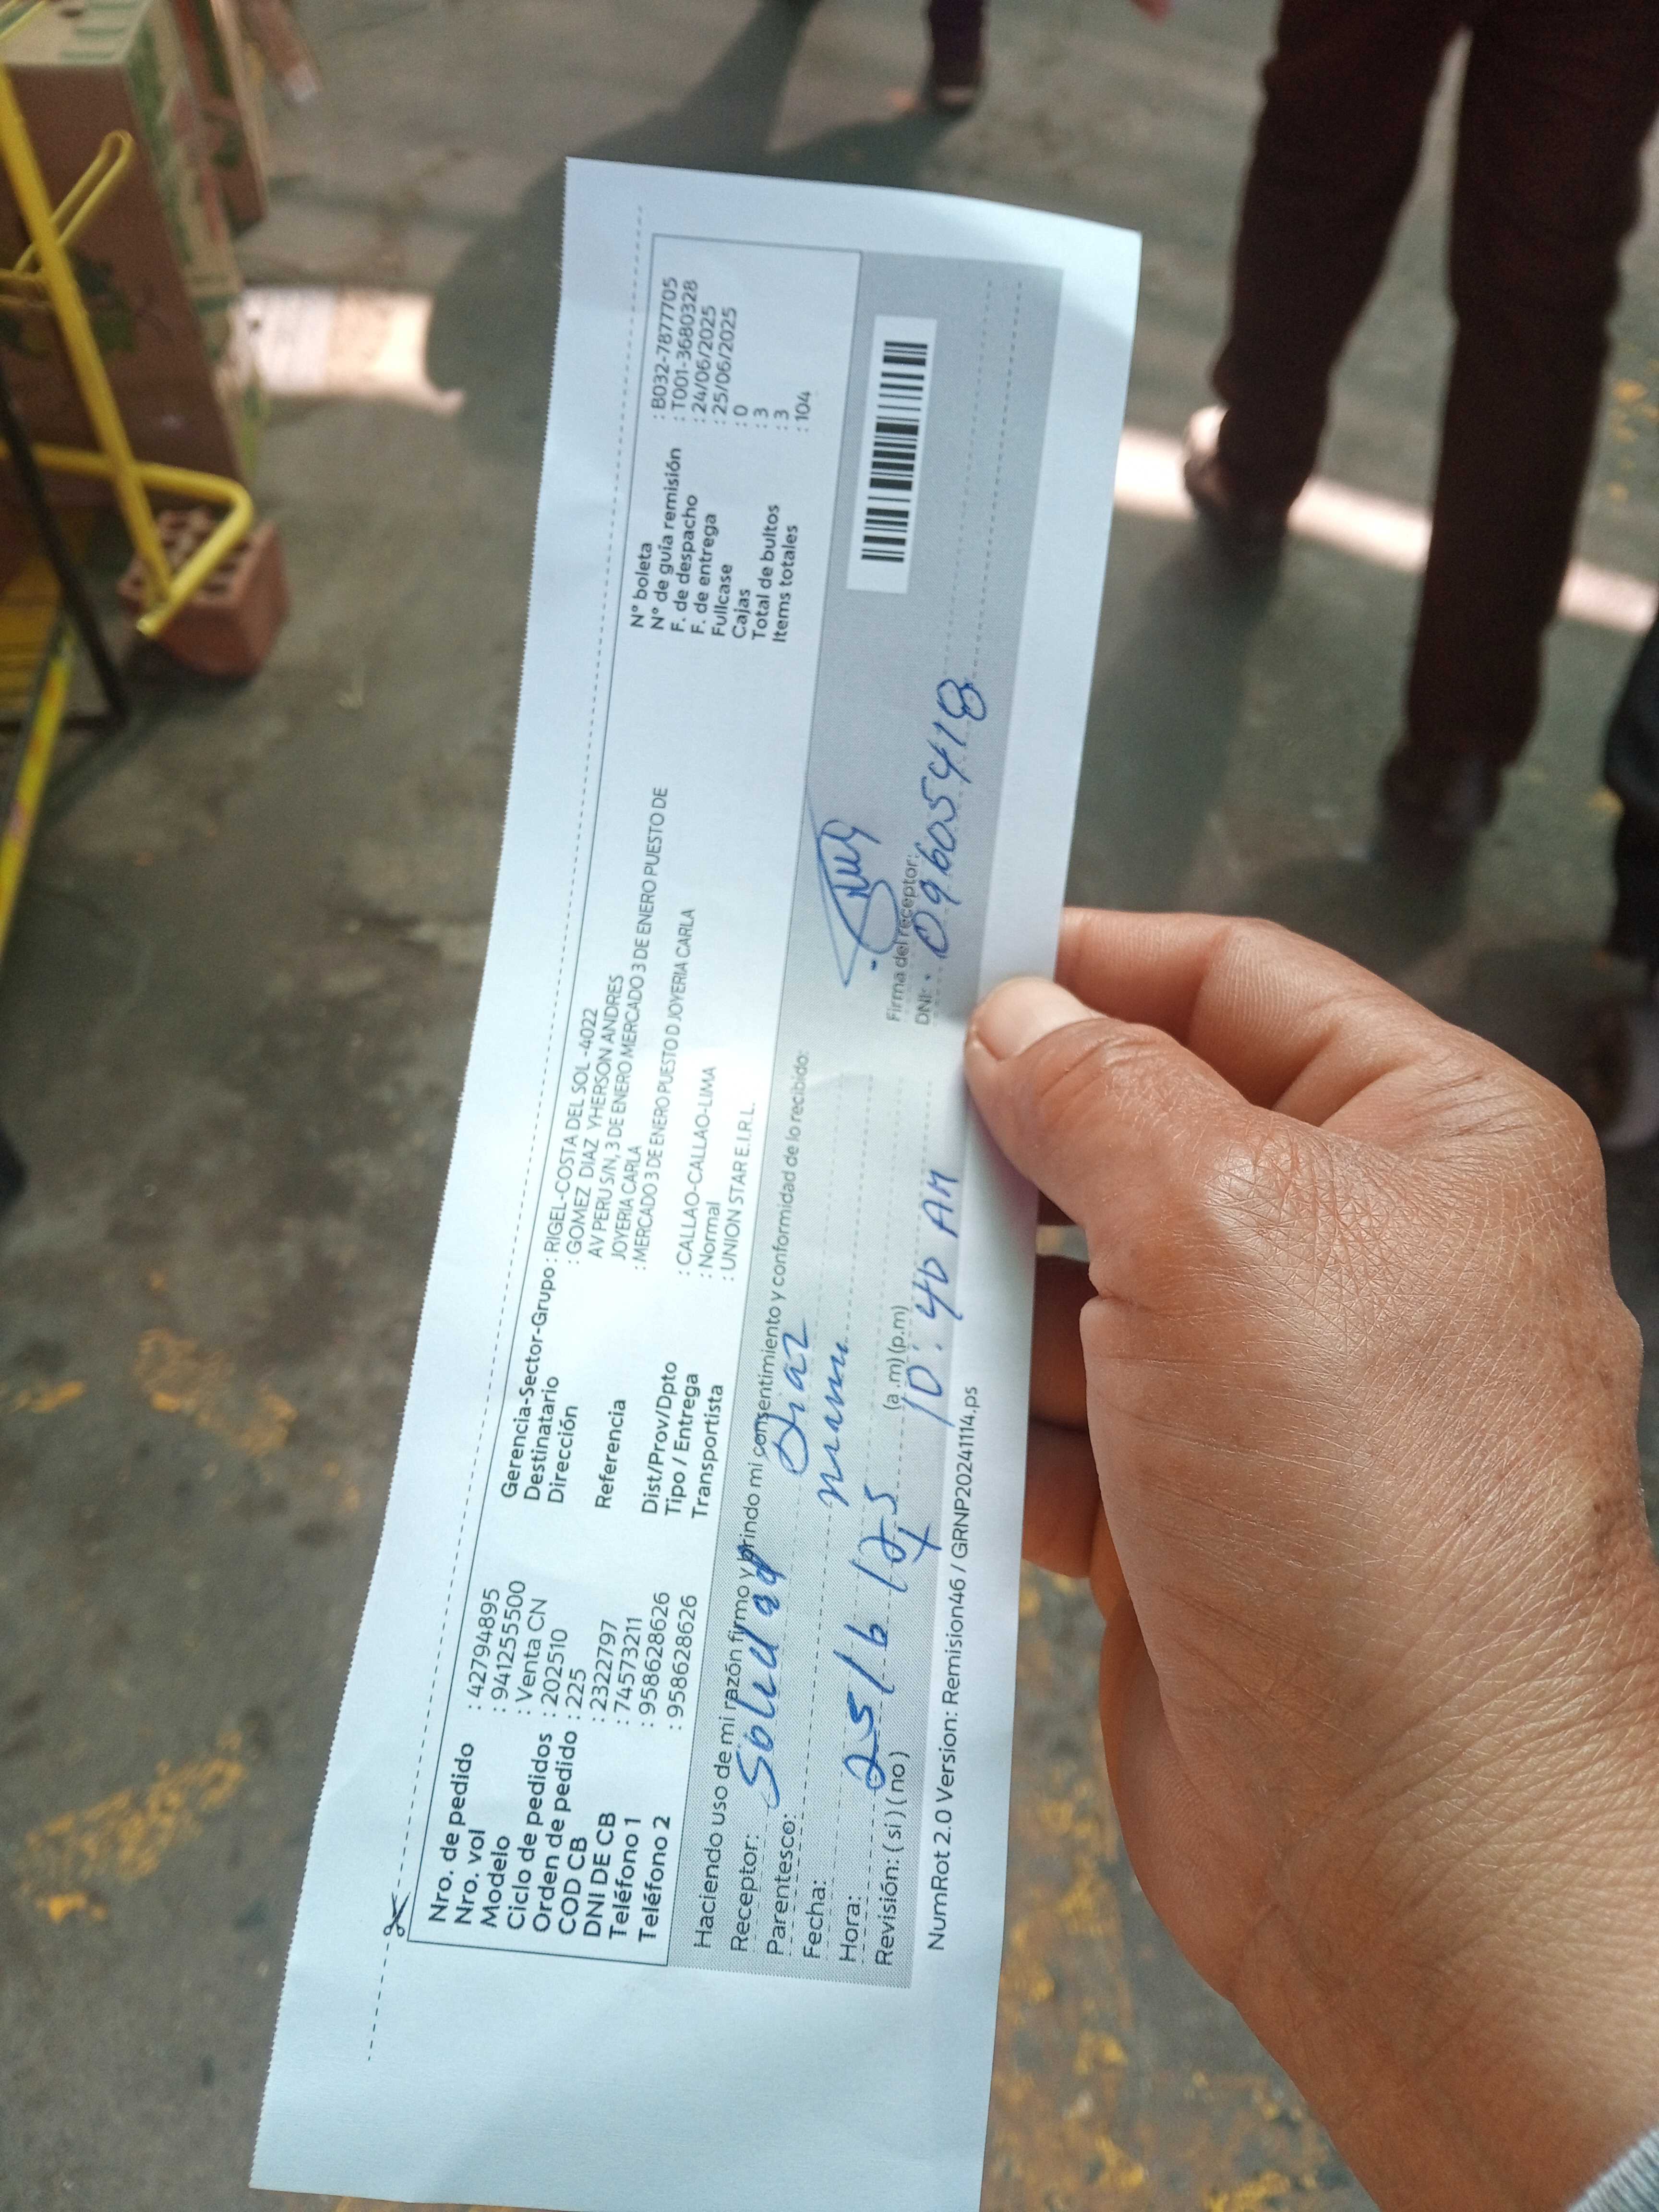 Nro. de pedido : 42794895
Nro. vol : 9412555500
Modelo : Venta CN
Ciclo de pedidos : 202510
Orden de pedido : 225
COD CB : 2322797
DNI DE CB : 74573211
Teléfono 1 : 958628626
Teléfono 2 : 958628626
Gerencia-Sector-Grupo : RIGEL-COSTA DEL SOL -4022
Destinatario : GOMEZ DIAZ YHERSON ANDRES
Dirección AV PERU S/N, 3 DE ENERO MERCADO 3 DE ENERO PUESTO DE
JOYERIA CARLA
Referencia : MERCADO 3 DE ENERO PUESTO D JOYERIA CARLA
Dist/Prov/Dpto : CALLAO-CALLAO-LIMA
Tipo / Entrega : Normal
Transportista : UNION STAR E.I.R.L.
N° boleta : B032-78777705
N° de guía remisión : T001-3680328
F. de despacho : 24/06/2025
F. de entrega : 25/06/2025
Fullcase : 0
Cajas : 3
Total de bultos : 3
Items totales : 104
Haciendo uso de mi razón firmo y brindo mi consentimiento y conformidad de lo recibido:
Receptor: Soledad Diaz
Parentesco: mamu
Fecha: 25/6/25
Hora: (a .m) (p.m) 10:40 AM
Revisión: ( si ) ( no )
Firma del receptor:
DNI: 09605418
NumRot 2.0 Version: Remision46 / GRNP20241114.ps